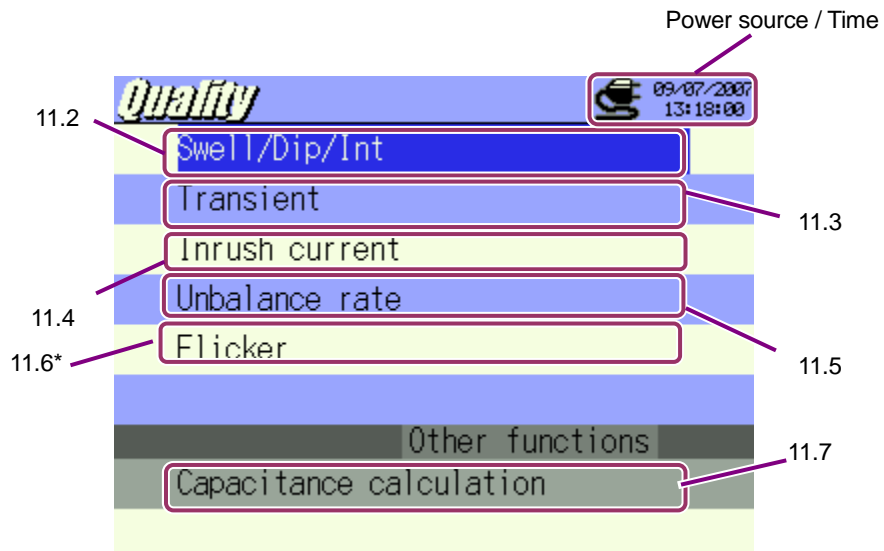 Power source / Time
Quality
09/07/2007
13:18:00
11.2
Swell/Dip/Int
Transient
11.3
Inrush current
11.4
Unbalance rate
11.5
11.6*
Flicker
Other functions
11.7
Capacitance calculation